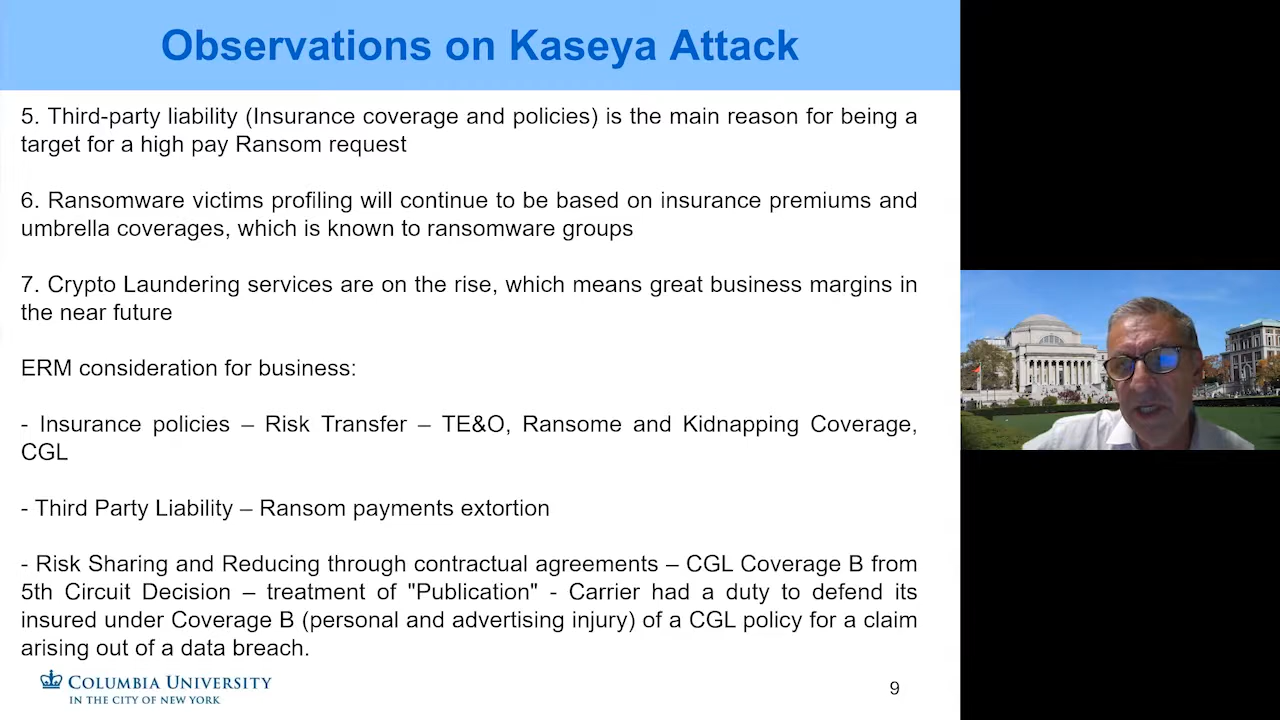 Observations on Kaseya Attack
5. Third-party liability (Insurance coverage and policies) is the main reason for being a
target for a high pay Ransom request
6. Ransomware victims profiling will continue to be based on insurance premiums and
umbrella coverages, which is known to ransomware groups
7. Crypto Laundering services are on the rise, which means great business margins in
the near future
ERM consideration for business:
- Insurance policies – Risk Transfer – TE&O, Ransome and Kidnapping Coverage,
CGL
- Third Party Liability – Ransom payments extortion
- Risk Sharing and Reducing through contractual agreements – CGL Coverage B from
5th Circuit Decision – treatment of "Publication" - Carrier had a duty to defend its
insured under Coverage B (personal and advertising injury) of a CGL policy for a claim
arising out of a data breach.
COLUMBIA UNIVERSITY
IN THE CITY OF NEW YORK
9